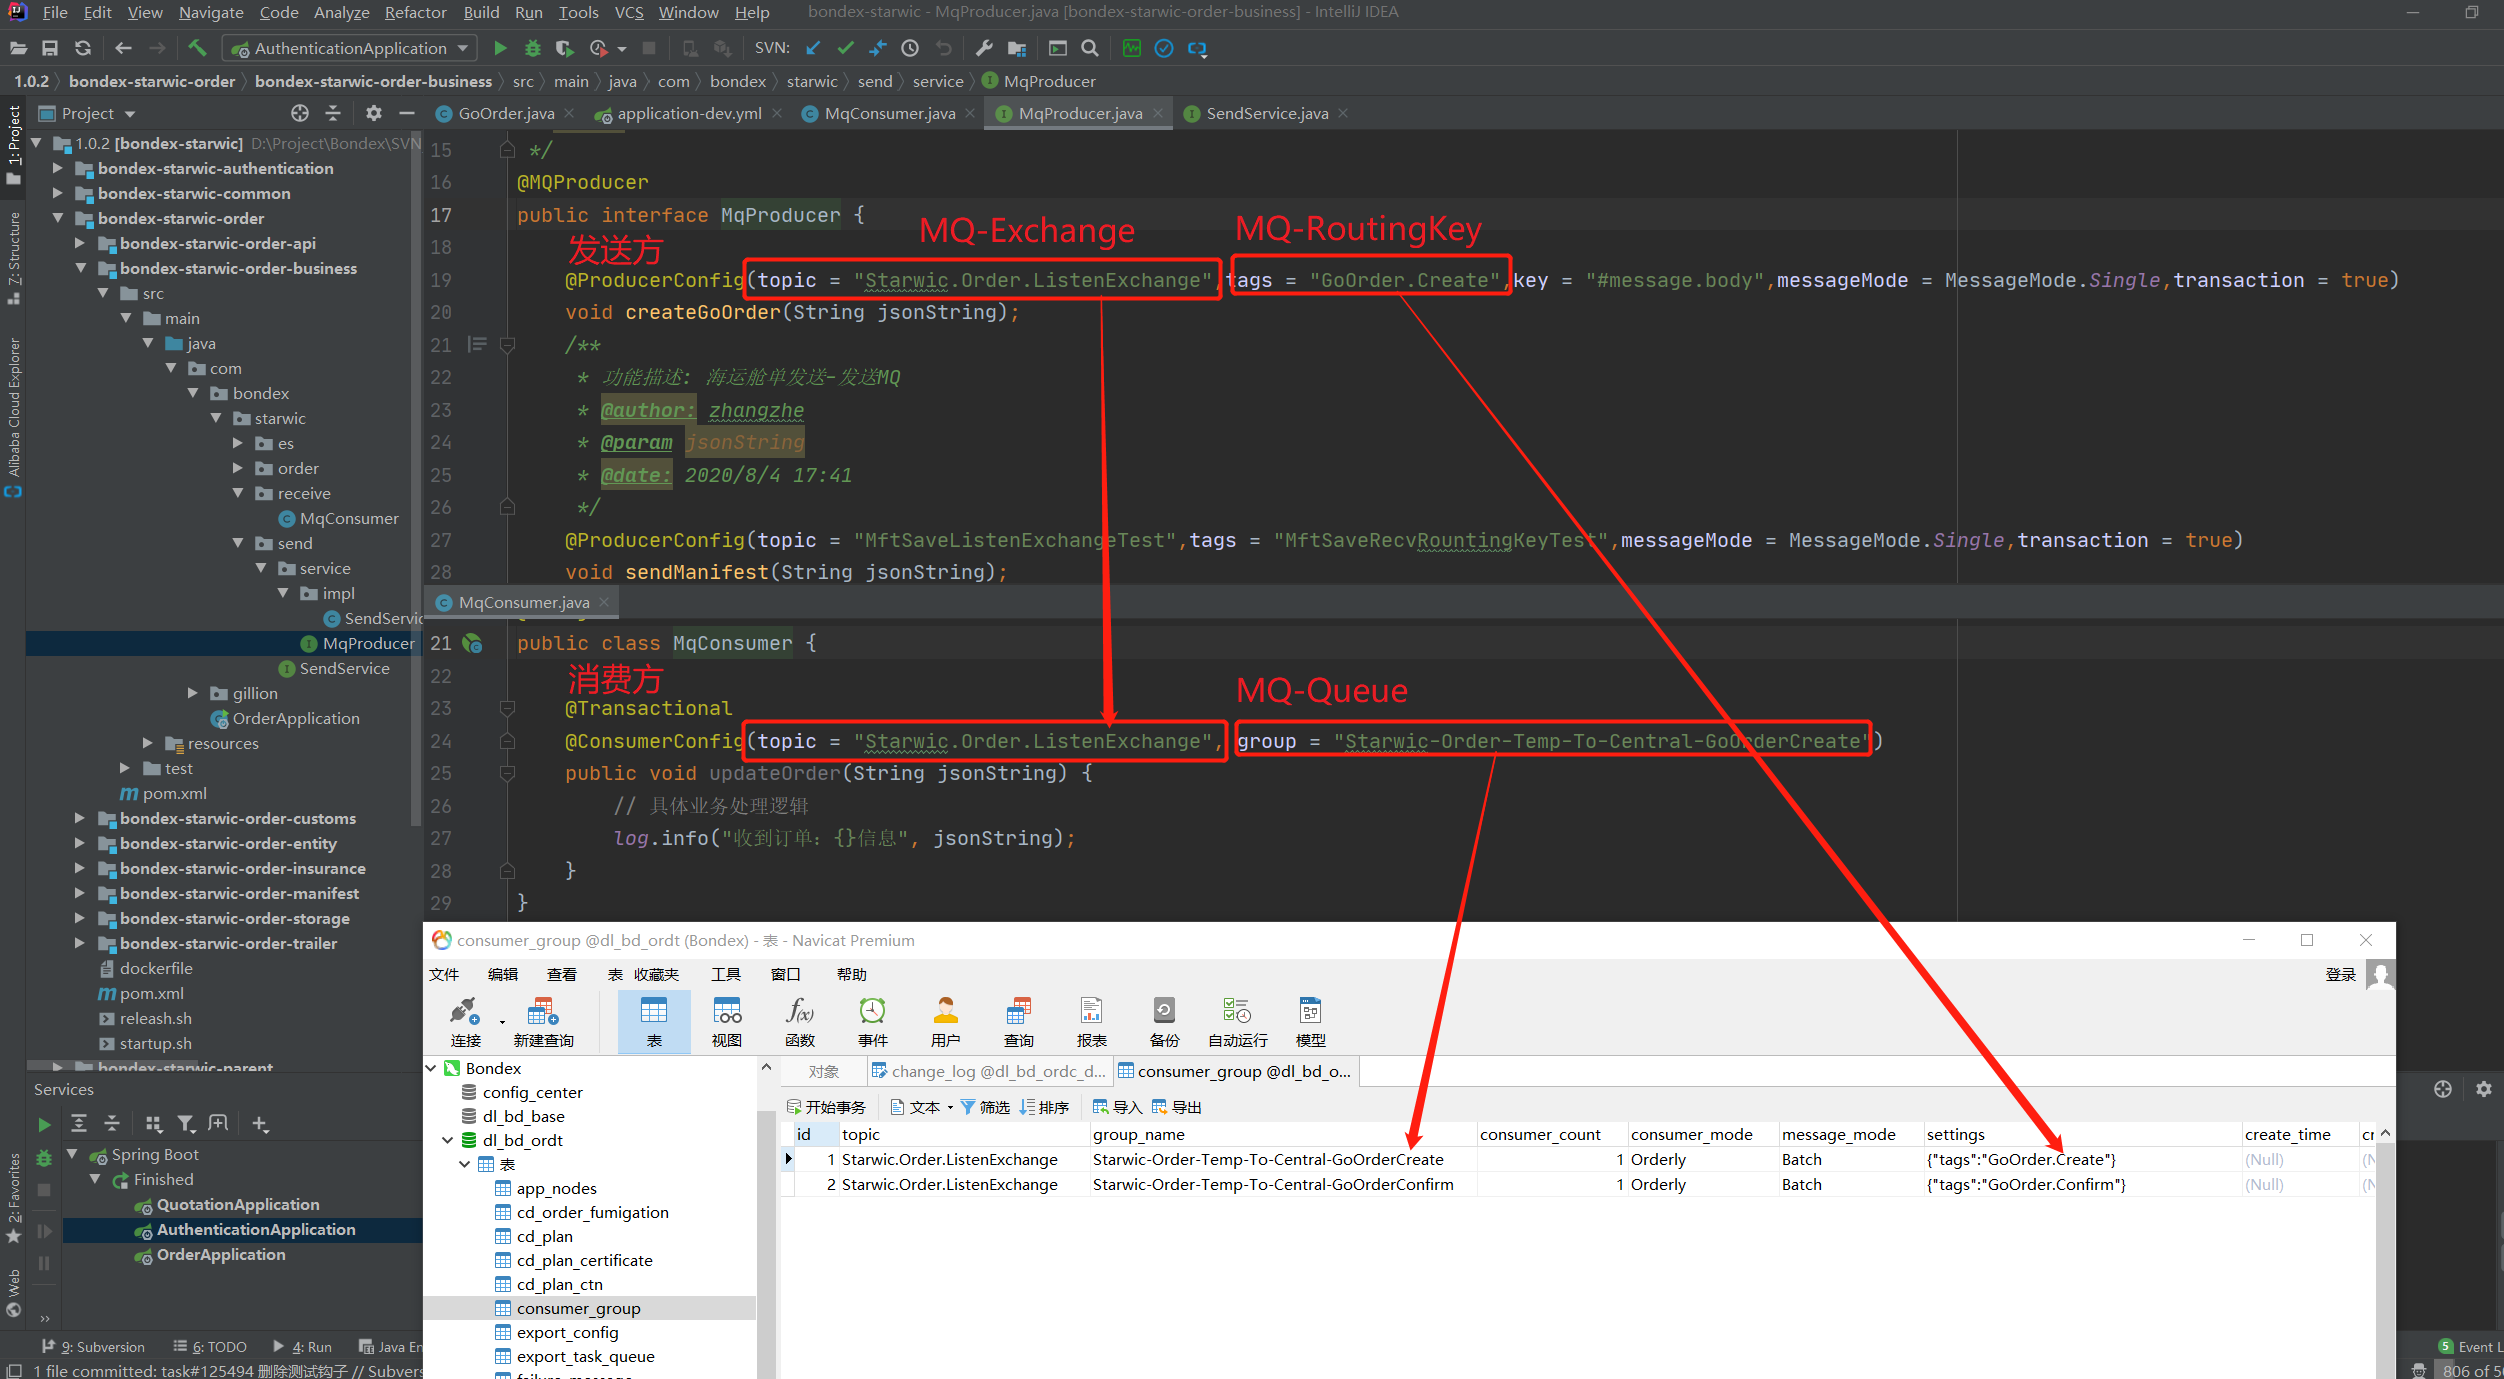 File Edit View Navigate Code Analyze Refactor Build Run Tools VCS Window Help bondex-starwic - MqProducer.java [bondex-starwic-order-business] - IntelliJ IDEA
AuthenticationApplication SVN:
1.0.2 bondex-starwic-order bondex-starwic-order-business src main java com bondex starwic send service MqProducer
Project GoOrder.java application-dev.yml MqConsumer.java MqProducer.java SendService.java
1: Project
7: Structure
Alibaba Cloud Explorer
2: Favorites
Web
1.0.2 [bondex-starwic] D:\Project\Bondex\SVN
bondex-starwic-authentication
bondex-starwic-common
bondex-starwic-order
bondex-starwic-order-api
bondex-starwic-order-business
src
main
java
com
bondex
starwic
es
order
receive
MqConsumer
send
service
impl
SendServic
MqProducer
SendService
gillion
OrderApplication
resources
test
pom.xml
bondex-starwic-order-customs
bondex-starwic-order-entity
bondex-starwic-order-insurance
bondex-starwic-order-manifest
bondex-starwic-order-storage
bondex-starwic-order-trailer
dockerfile
pom.xml
releash.sh
startup.sh
bondex-starwic-parent
15 */
16 @MQProducer
17 public interface MqProducer {
MQ-Exchange MQ-RoutingKey
18 发送方
19 @ProducerConfig(topic = "Starwic.Order.ListenExchange",tags = "GoOrder.Create",key = "#message.body",messageMode = MessageMode.Single,transaction = true)
20 void createGoOrder(String jsonString);
21 /**
22 * 功能描述: 海运舱单发送-发送MQ
23 * @author: zhangzhe
24 * @param jsonString
25 * @date: 2020/8/4 17:41
26 */
27 @ProducerConfig(topic = "MftSaveListenExchangeTest",tags = "MftSaveRecvRountingKeyTest",messageMode = MessageMode.Single,transaction = true)
28 void sendManifest(String jsonString);
MqConsumer.java
21 public class MqConsumer {
22 消费方 MQ-Queue
23 @Transactional
24 @ConsumerConfig(topic = "Starwic.Order.ListenExchange", group = "Starwic-Order-Temp-To-Central-GoOrderCreate")
25 public void updateOrder(String jsonString) {
26 // 具体业务处理逻辑
27 log.info("收到订单: {}信息", jsonString);
28 }
29 }
Services
Spring Boot
Finished
QuotationApplication
AuthenticationApplication
OrderApplication
9: Subversion 6: TODO 4: Run Java En
1 file committed: task#125494 删除测试钩子 // Subvers
consumer_group @dl_bd_ordt (Bondex) - 表 - Navicat Premium
文件 编辑 查看 表 收藏夹 工具 窗口 帮助 登录
连接 新建查询 表 视图 函数 事件 用户 查询 报表 备份 自动运行 模型
Bondex
config_center
dl_bd_base
dl_bd_ordt
表
app_nodes
cd_order_fumigation
cd_plan
cd_plan_certificate
cd_plan_ctn
consumer_group
export_config
export_task_queue
对象 change_log @dl_bd_ordc_d... consumer_group @dl_bd_o...
开始事务 文本 筛选 排序 导入 导出
id topic group_name consumer_count consumer_mode message_mode settings create_time cr
1 Starwic.Order.ListenExchange Starwic-Order-Temp-To-Central-GoOrderCreate 1 Orderly Batch {"tags":"GoOrder.Create"} (Null) (N
2 Starwic.Order.ListenExchange Starwic-Order-Temp-To-Central-GoOrderConfirm 1 Orderly Batch {"tags":"GoOrder.Confirm"} (Null) (N
5 Event L
806 of 5